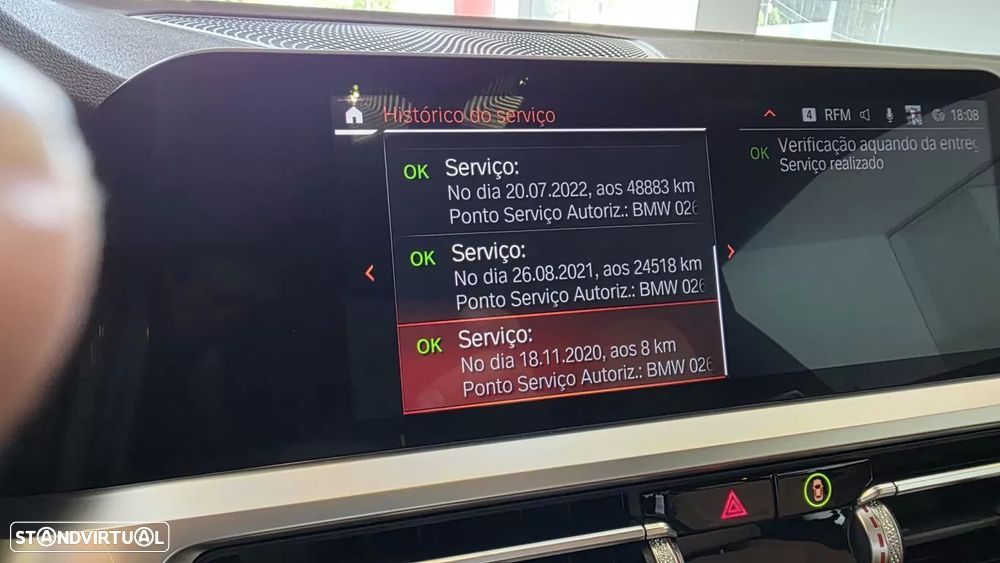 Histórico do serviço
4 RFM 18:08
OK Serviço:
No dia 20.07.2022, aos 48883 km
Ponto Serviço Autoriz.: BMW 026
OK Serviço:
No dia 26.08.2021, aos 24518 km
Ponto Serviço Autoriz.: BMW 026
OK Serviço:
No dia 18.11.2020, aos 8 km
Ponto Serviço Autoriz.: BMW 026
OK Verificação aquando da entreg
Serviço realizado
STANDVIRTUAL